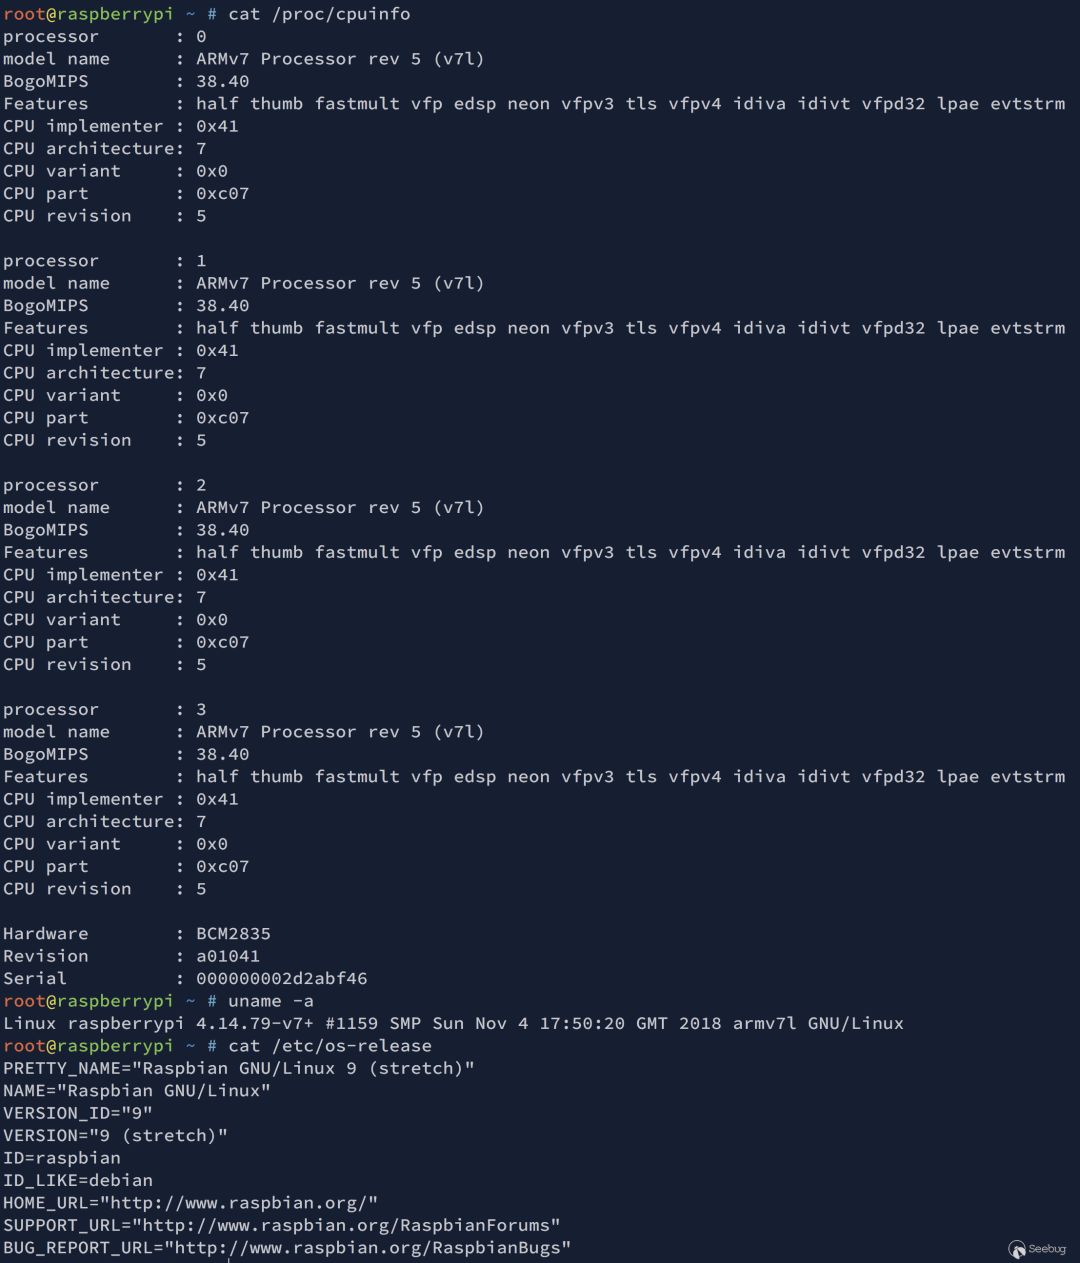 root@raspberrypi ~ # cat /proc/cpuinfo
processor       : 0
model name      : ARMv7 Processor rev 5 (v7l)
BogoMIPS        : 38.40
Features        : half thumb fastmult vfp edsp neon vfpv3 tls vfpv4 idiva idivt vfpd32 lpae evtstrm
CPU implementer : 0x41
CPU architecture: 7
CPU variant     : 0x0
CPU part        : 0xc07
CPU revision    : 5

processor       : 1
model name      : ARMv7 Processor rev 5 (v7l)
BogoMIPS        : 38.40
Features        : half thumb fastmult vfp edsp neon vfpv3 tls vfpv4 idiva idivt vfpd32 lpae evtstrm
CPU implementer : 0x41
CPU architecture: 7
CPU variant     : 0x0
CPU part        : 0xc07
CPU revision    : 5

processor       : 2
model name      : ARMv7 Processor rev 5 (v7l)
BogoMIPS        : 38.40
Features        : half thumb fastmult vfp edsp neon vfpv3 tls vfpv4 idiva idivt vfpd32 lpae evtstrm
CPU implementer : 0x41
CPU architecture: 7
CPU variant     : 0x0
CPU part        : 0xc07
CPU revision    : 5

processor       : 3
model name      : ARMv7 Processor rev 5 (v7l)
BogoMIPS        : 38.40
Features        : half thumb fastmult vfp edsp neon vfpv3 tls vfpv4 idiva idivt vfpd32 lpae evtstrm
CPU implementer : 0x41
CPU architecture: 7
CPU variant     : 0x0
CPU part        : 0xc07
CPU revision    : 5

Hardware        : BCM2835
Revision        : a01041
Serial          : 000000002d2abf46
root@raspberrypi ~ # uname -a
Linux raspberrypi 4.14.79-v7+ #1159 SMP Sun Nov 4 17:50:20 GMT 2018 armv7l GNU/Linux
root@raspberrypi ~ # cat /etc/os-release
PRETTY_NAME="Raspbian GNU/Linux 9 (stretch)"
NAME="Raspbian GNU/Linux"
VERSION_ID="9"
VERSION="9 (stretch)"
ID=raspbian
ID_LIKE=debian
HOME_URL="http://www.raspbian.org/"
SUPPORT_URL="http://www.raspbian.org/RaspbianForums"
BUG_REPORT_URL="http://www.raspbian.org/RaspbianBugs"
Seebug